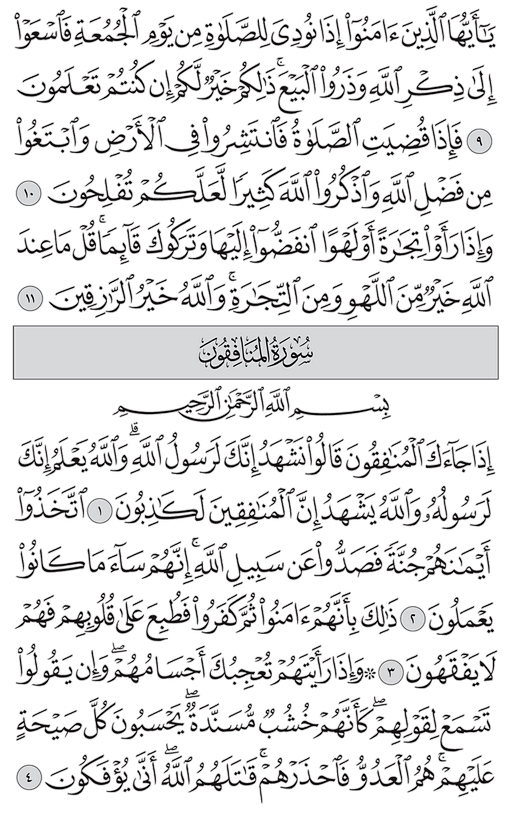 يَـٰٓأَيُّهَا ٱلَّذِينَ ءَامَنُوٓا۟ إِذَا نُودِىَ لِلصَّلَوٰةِ مِن يَوْمِ ٱلْجُمُعَةِ فَٱسْعَوْا۟
إِلَىٰ ذِكْرِ ٱللَّهِ وَذَرُوا۟ ٱلْبَيْعَ ۚ ذَٰلِكُمْ خَيْرٌ لَّكُمْ إِن كُنتُمْ تَعْلَمُونَ
٩ فَإِذَا قُضِيَتِ ٱلصَّلَوٰةُ فَٱنتَشِرُوا۟ فِى ٱلْأَرْضِ وَٱبْتَغُوا۟
مِن فَضْلِ ٱللَّهِ وَٱذْكُرُوا۟ ٱللَّهَ كَثِيرًا لَّعَلَّكُمْ تُفْلِحُونَ ١٠
وَإِذَا رَأَوْا۟ تِجَـٰرَةً أَوْ لَهْوًا ٱنفَضُّوٓا۟ إِلَيْهَا وَتَرَكُوكَ قَآئِمًا ۚ قُلْ مَا عِندَ
ٱللَّهِ خَيْرٌ مِّنَ ٱللَّهْوِ وَمِنَ ٱلتِّجَـٰرَةِ ۚ وَٱللَّهُ خَيْرُ ٱلرَّٰزِقِينَ ١١
سُورَةُ المُنَافِقُونَ
بِسْمِ ٱللَّهِ ٱلرَّحْمَـٰنِ ٱلرَّحِيمِ
إِذَا جَآءَكَ ٱلْمُنَـٰفِقُونَ قَالُوا۟ نَشْهَدُ إِنَّكَ لَرَسُولُ ٱللَّهِ ۗ وَٱللَّهُ يَعْلَمُ إِنَّكَ
لَرَسُولُهُۥ وَٱللَّهُ يَشْهَدُ إِنَّ ٱلْمُنَـٰفِقِينَ لَكَـٰذِبُونَ ١ ٱتَّخَذُوٓا۟
أَيْمَـٰنَهُمْ جُنَّةً فَصَدُّوا۟ عَن سَبِيلِ ٱللَّهِ ۚ إِنَّهُمْ سَآءَ مَا كَانُوا۟
يَعْمَلُونَ ٢ ذَٰلِكَ بِأَنَّهُمْ ءَامَنُوا۟ ثُمَّ كَفَرُوا۟ فَطُبِعَ عَلَىٰ قُلُوبِهِمْ فَهُمْ
لَا يَفْقَهُونَ ٣ ۞ وَإِذَا رَأَيْتَهُمْ تُعْجِبُكَ أَجْسَامُهُمْ ۖ وَإِن يَقُولُوا۟
تَسْمَعْ لِقَوْلِهِمْ ۖ كَأَنَّهُمْ خُشُبٌ مُّسَنَّدَةٌ ۖ يَحْسَبُونَ كُلَّ صَيْحَةٍ
عَلَيْهِمْ ۚ هُمُ ٱلْعَدُوُّ فَٱحْذَرْهُمْ ۚ قَـٰتَلَهُمُ ٱللَّهُ ۖ أَنَّىٰ يُؤْفَكُونَ ٤